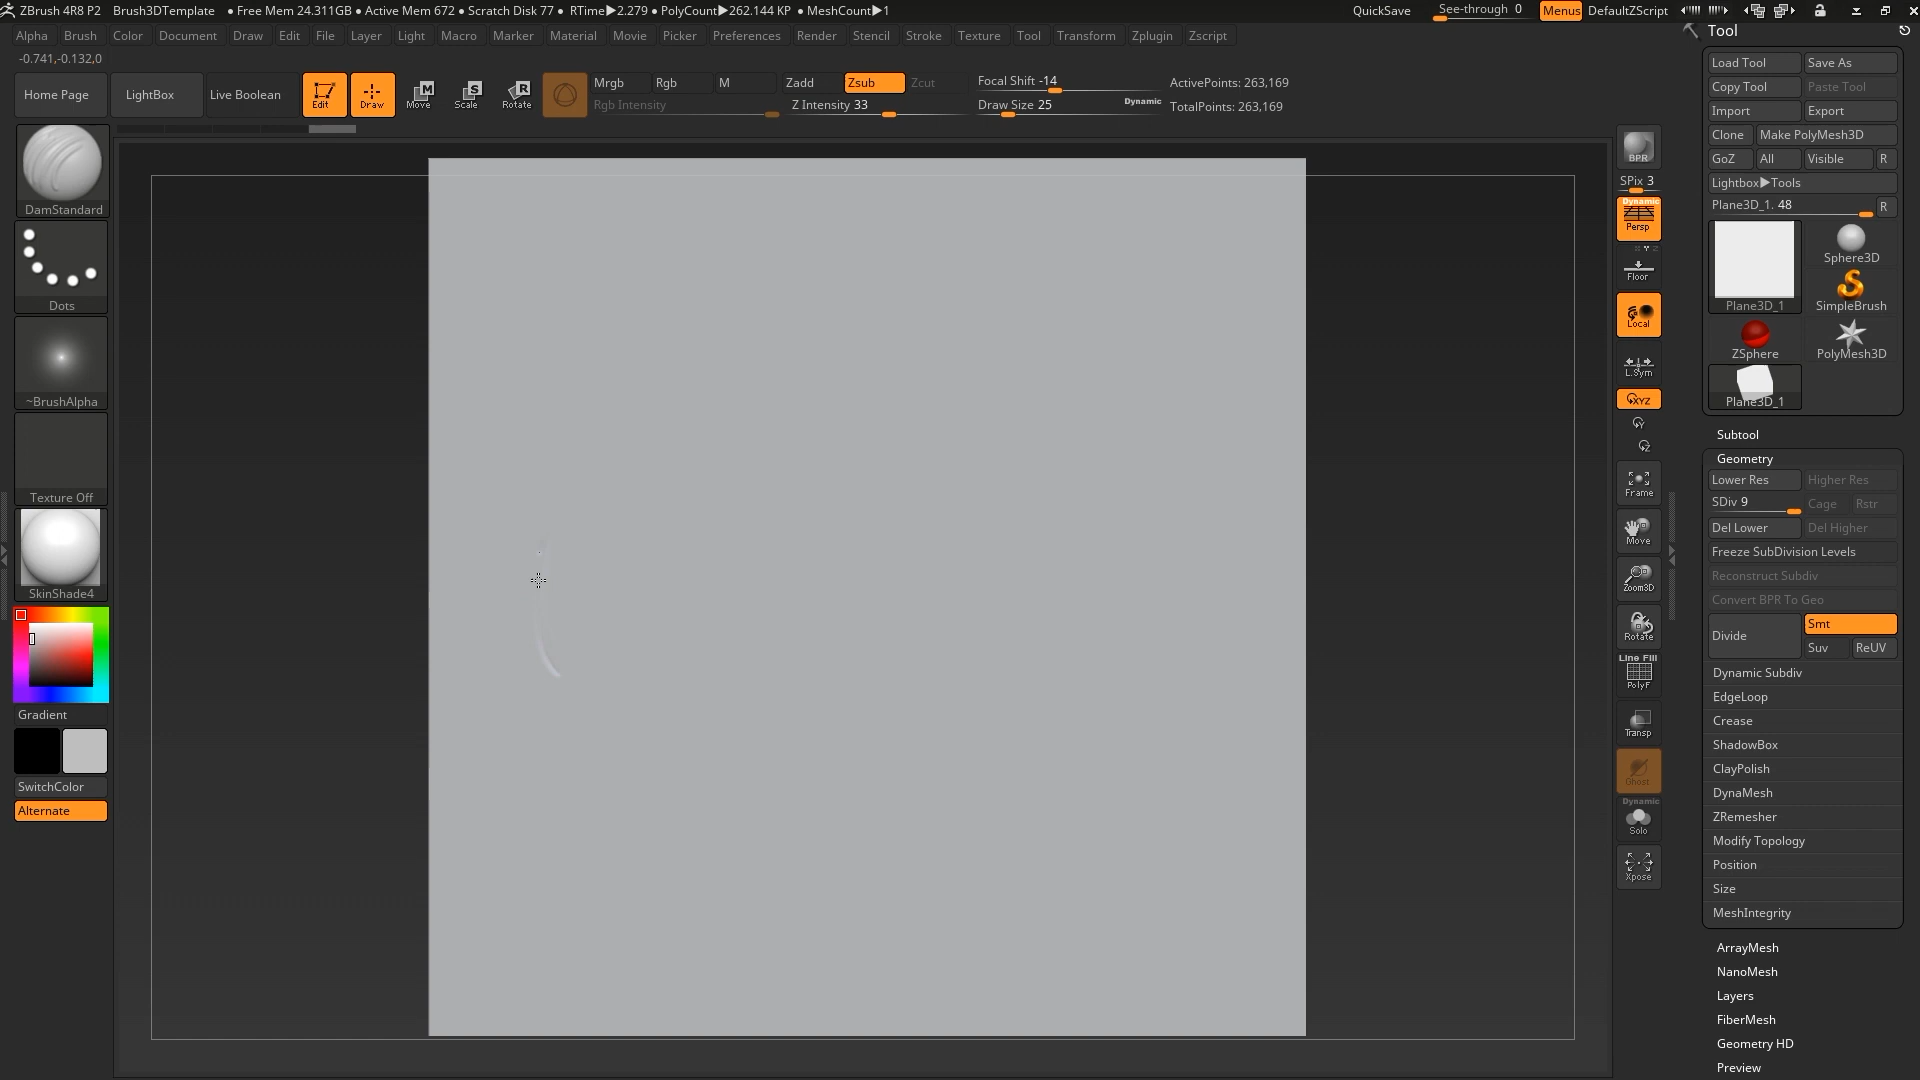 ZBrush 4R8 P2 Brush3DTemplate • Free Mem 24.311GB • Active Mem 672 • Scratch Disk 77 • RTime▶2.279 • PolyCount▶262.144 KP • MeshCount▶1 QuickSave See-through 0 Menus DefaultZScript
Alpha Brush Color Document Draw Edit File Layer Light Macro Marker Material Movie Picker Preferences Render Stencil Stroke Texture Tool Transform Zplugin Zscript
-0.741,-0.132,0
Home Page LightBox Live Boolean Edit Draw Move Scale Rotate
Mrgb Rgb M Zadd Zsub Zcut Focal Shift -14 ActivePoints: 263,169
Rgb Intensity Z Intensity 33 Draw Size 25 Dynamic TotalPoints: 263,169
DamStandard
Dots
~BrushAlpha
Texture Off
SkinShade4
Gradient
SwitchColor
Alternate
BPR
SPix 3
Dynamic
Persp
Floor
Local
L.Sym
XYZ
Y
Z
Frame
Move
Zoom3D
Rotate
Line Fill
PolyF
Transp
Ghost
Dynamic
Solo
Xpose
Tool
Load Tool Save As
Copy Tool Paste Tool
Import Export
Clone Make PolyMesh3D
GoZ All Visible R
Lightbox▶Tools
Plane3D_1. 48 R
Plane3D_1 Sphere3D
SimpleBrush
ZSphere PolyMesh3D
Plane3D_1
Subtool
Geometry
Lower Res Higher Res
SDiv 9 Cage Rstr
Del Lower Del Higher
Freeze SubDivision Levels
Reconstruct Subdiv
Convert BPR To Geo
Divide Smt
Suv ReUV
Dynamic Subdiv
EdgeLoop
Crease
ShadowBox
ClayPolish
DynaMesh
ZRemesher
Modify Topology
Position
Size
MeshIntegrity
ArrayMesh
NanoMesh
Layers
FiberMesh
Geometry HD
Preview